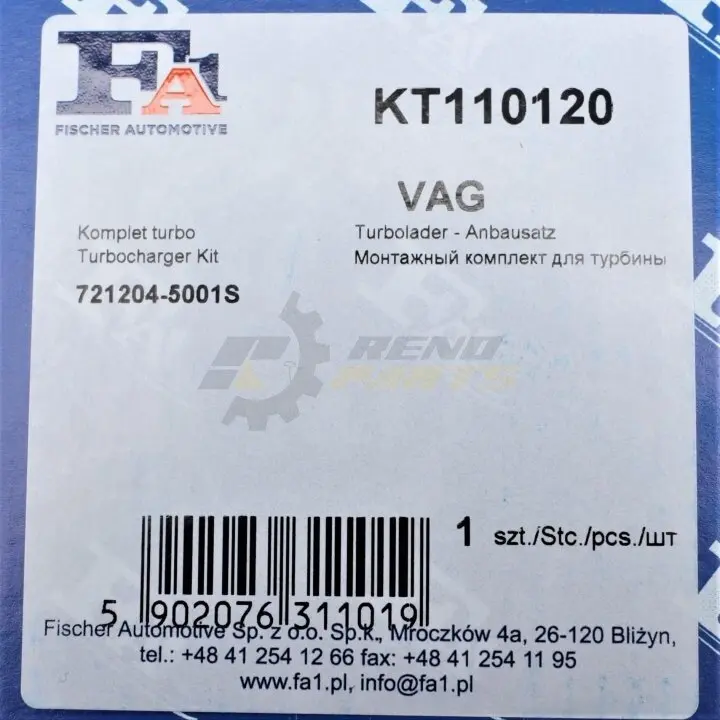 FA1
FISCHER AUTOMOTIVE
KT110120
VAG
Komplet turbo
Turbocharger Kit
721204-5001S
Turbolader - Anbausatz
Монтажный комплект для турбины
RENO
PARTS
1 szt./Stc./pcs./шт
5 902076 311019
Fischer Automotive Sp. z o.o. Sp.k., Mroczków 4a, 26-120 Bliżyn,
tel.: +48 41 254 12 66 fax: +48 41 254 11 95
www.fa1.pl, info@fa1.pl